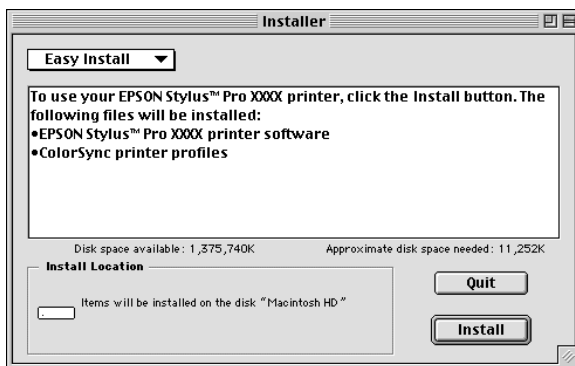 Installer
Easy Install
To use your EPSON Stylus™ Pro XXXX printer, click the Install button. The
following files will be installed:
•EPSON Stylus™ Pro XXXX printer software
•ColorSync printer profiles
Disk space available: 1,375,740K
Approximate disk space needed: 11,252K
Install Location
Items will be installed on the disk “Macintosh HD”
Quit
Install